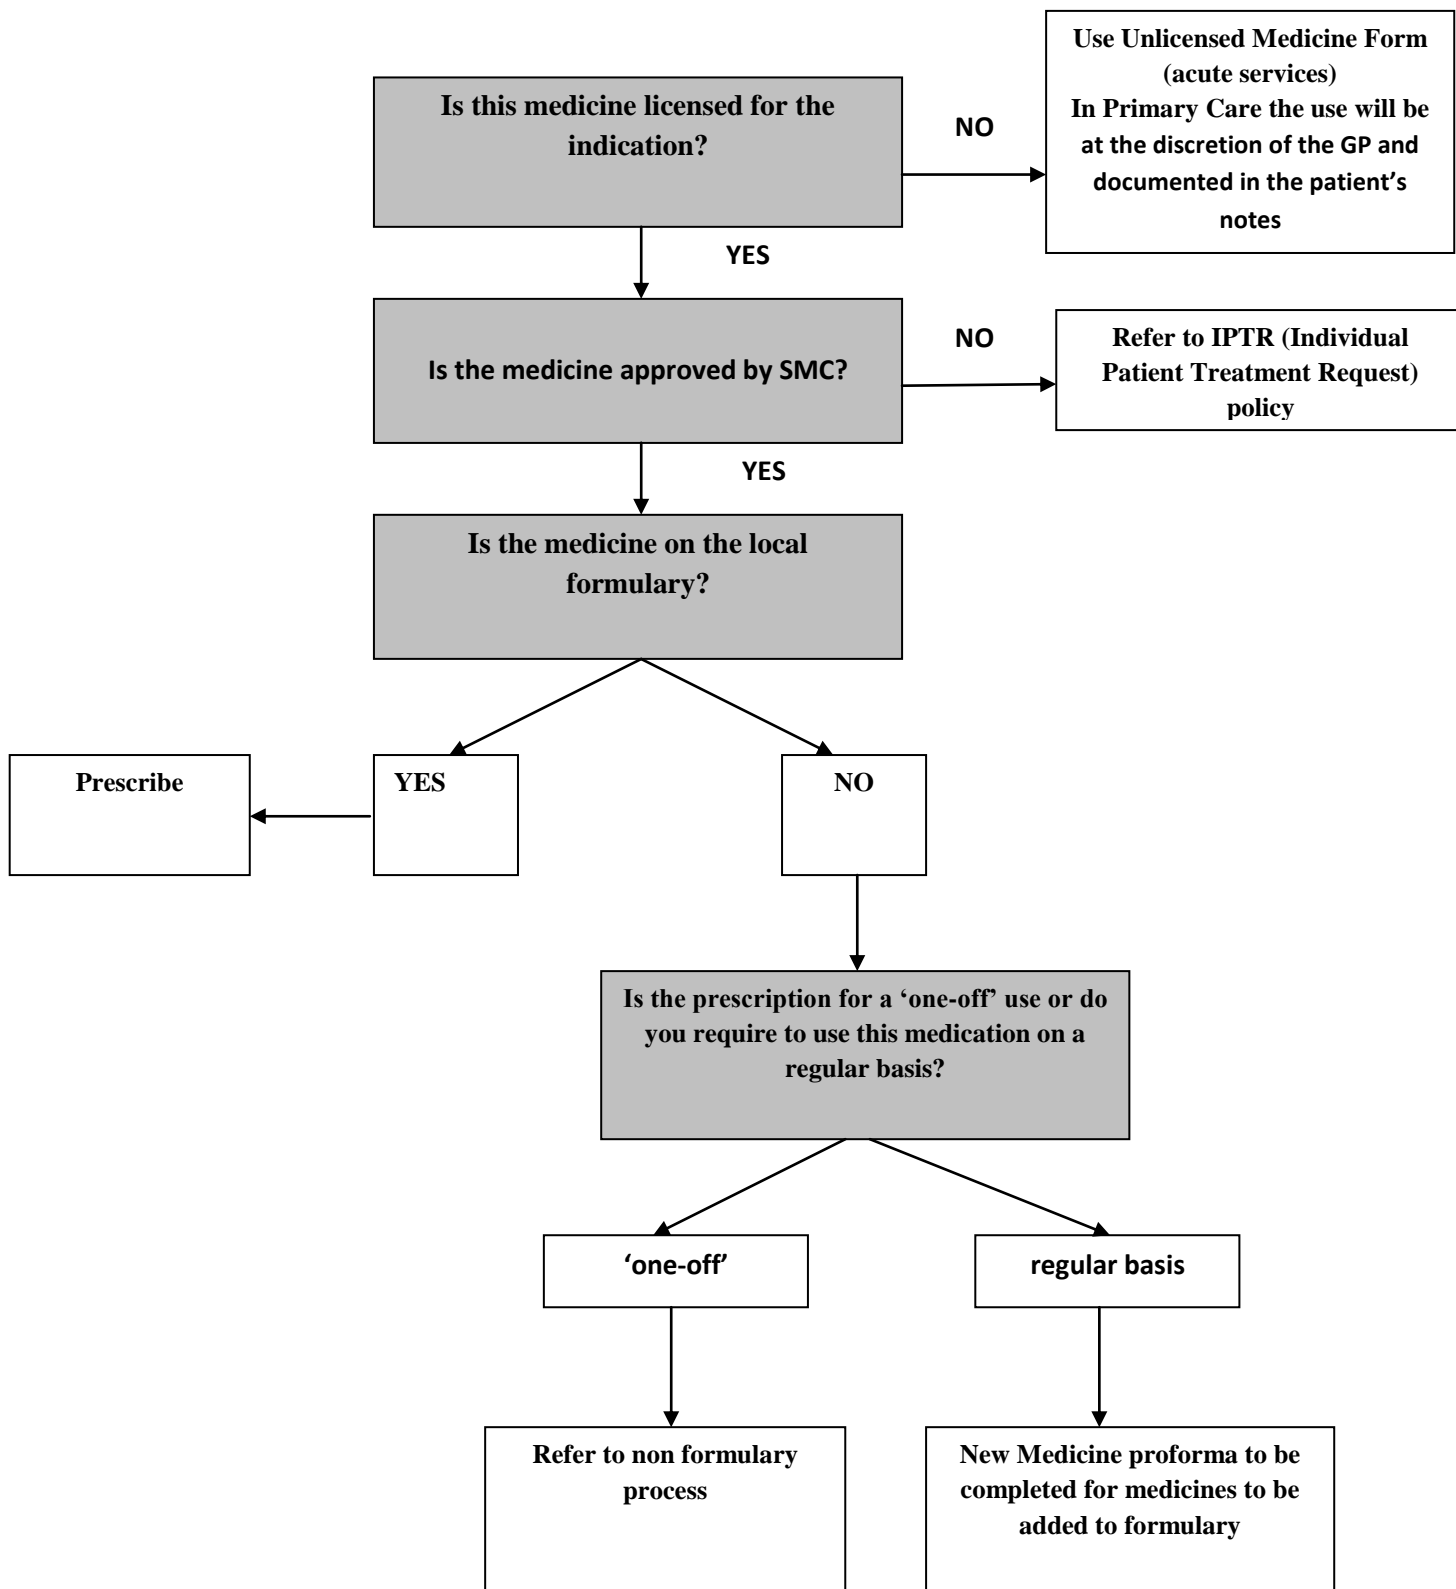 Use Unlicensed Medicine Form
(acute services)
In Primary Care the use will be
at the discretion of the GP and
documented in the patient’s
notes
Is this medicine licensed for the
indication?
NO
YES
Is the medicine approved by SMC?
NO
Refer to IPTR (Individual
Patient Treatment Request)
policy
YES
Is the medicine on the local
formulary?
Prescribe
YES
NO
Is the prescription for a ‘one-off’ use or do
you require to use this medication on a
regular basis?
‘one-off’
regular basis
Refer to non formulary
process
New Medicine proforma to be
completed for medicines to be
added to formulary